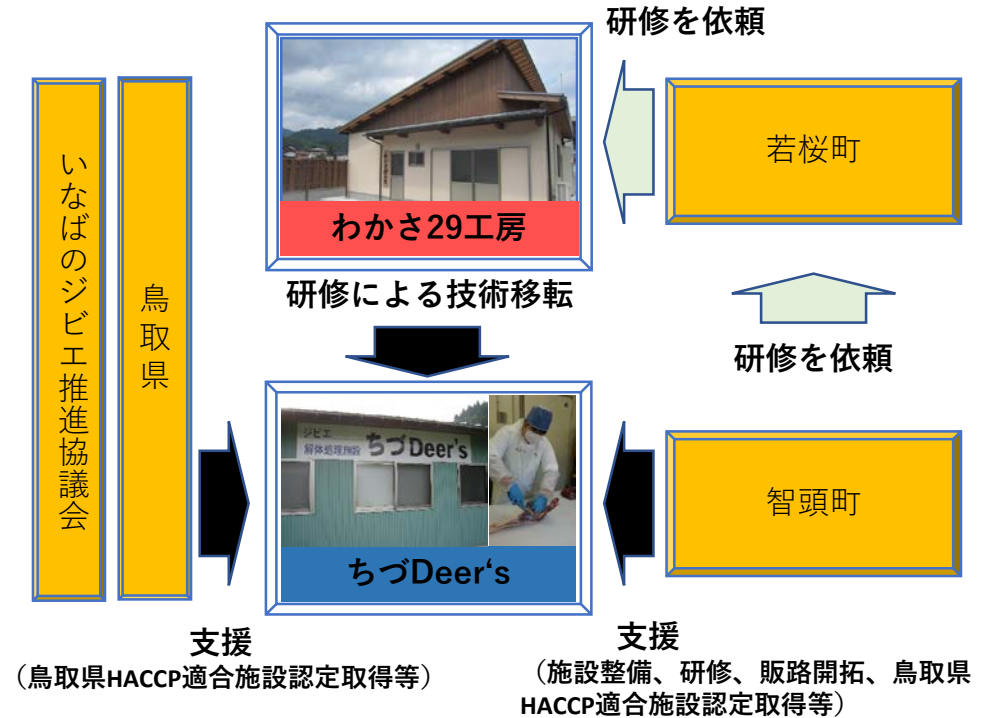 研修を依頼
わかさ29工房
若桜町
いなばのジビエ推進協議会
鳥取県
研修による技術移転
研修を依頼
ジビエ
解体処理施設 ちづDeer's
ちづDeer‘s
智頭町
支援
（鳥取県HACCP適合施設認定取得等）
支援
（施設整備、研修、販路開拓、鳥取県
HACCP適合施設認定取得等）